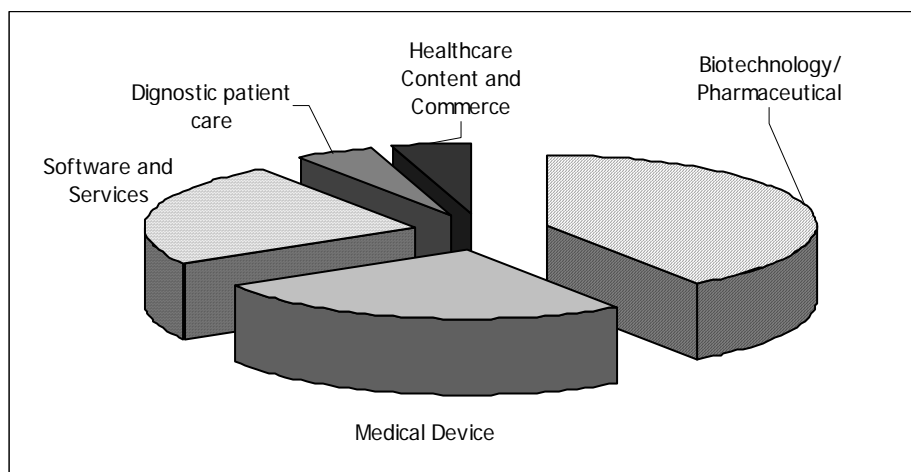 Healthcare
Content and
Commerce
Biotechnology/
Pharmaceutical
Dignostic patient
care
Software and
Services
Medical Device